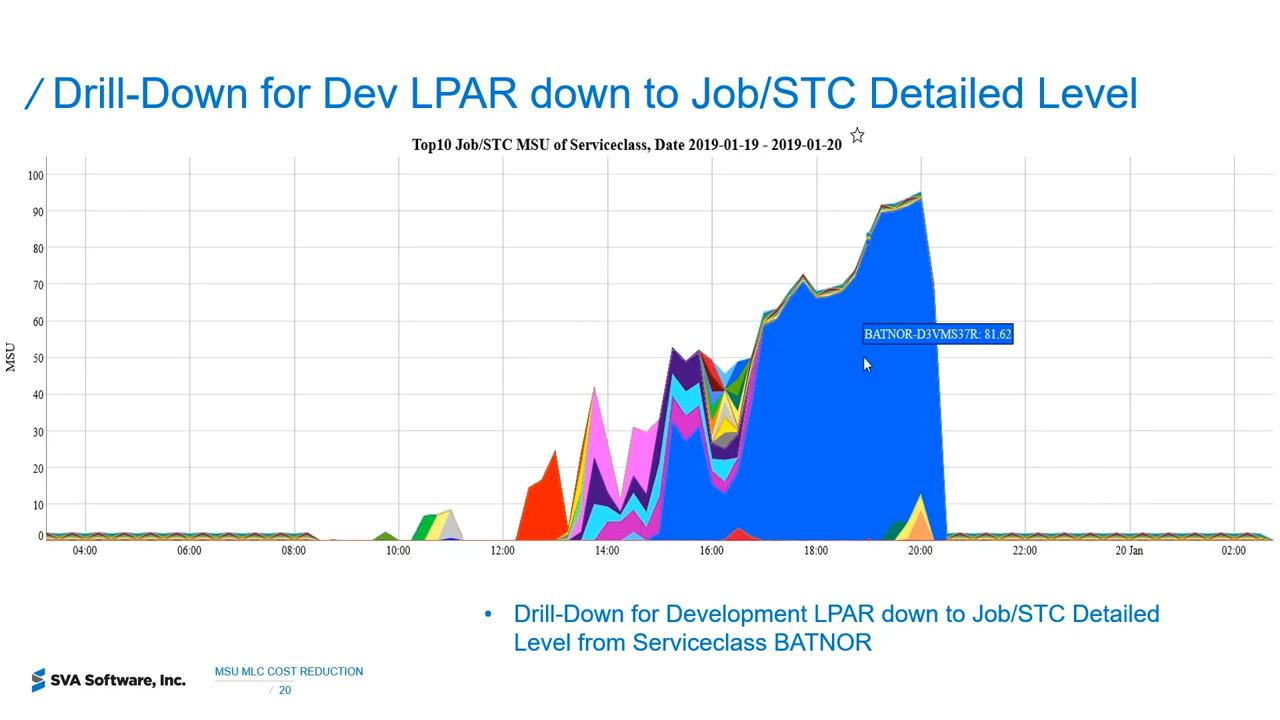 / Drill-Down for Dev LPAR down to Job/STC Detailed Level
Top10 Job/STC MSU of Serviceclass, Date 2019-01-19 - 2019-01-20
100
90
80
70
60
50
40
30
20
10
0
MSU
BATNOR-D3VMS37R: 81.62
04:00 06:00 08:00 10:00 12:00 14:00 16:00 18:00 20:00 22:00 20 Jan 02:00
• Drill-Down for Development LPAR down to Job/STC Detailed
Level from Serviceclass BATNOR
SVA Software, Inc.
MSU MLC COST REDUCTION
/ 20